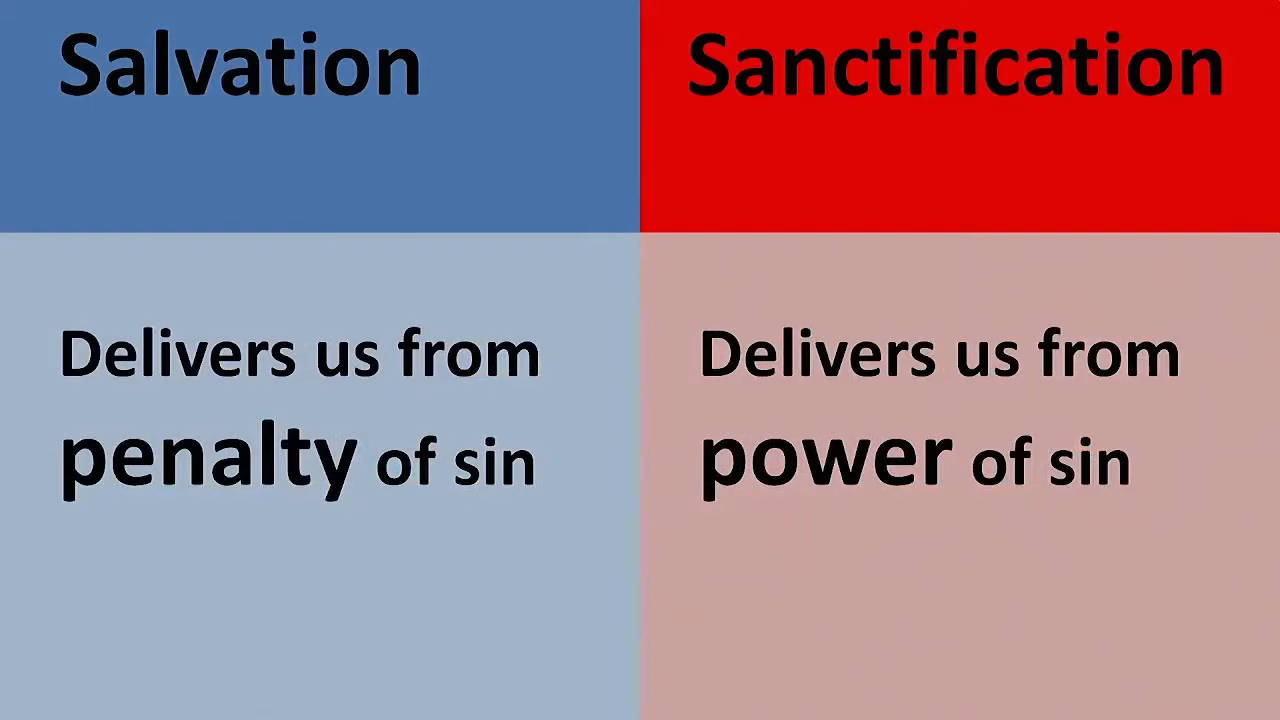 Salvation
Sanctification
Delivers us from
penalty of sin
Delivers us from
power of sin